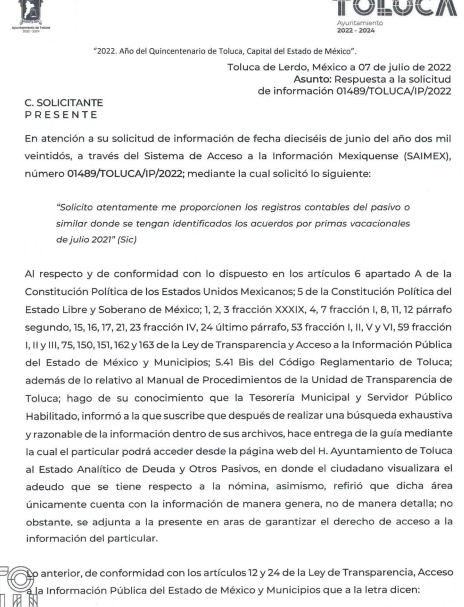 TOLUCA
Ayuntamiento de Toluca
Ayuntamiento
2022 - 2024
"2022. Año del Quincentenario de Toluca, Capital del Estado de México".
Toluca de Lerdo, México a 07 de julio de 2022
Asunto: Respuesta a la solicitud
de información 01489/TOLUCA/IP/2022
C. SOLICITANTE
P R E S E N T E
En atención a su solicitud de información de fecha dieciséis de junio del año dos mil
veintidós, a través del Sistema de Acceso a la Información Mexiquense (SAIMEX),
número 01489/TOLUCA/IP/2022; mediante la cual solicitó lo siguiente:
"Solicito atentamente me proporcionen los registros contables del pasivo o
similar donde se tengan identificados los acuerdos por primas vacacionales
de julio 2021" (Sic)
Al respecto y de conformidad con lo dispuesto en los artículos 6 apartado A de la
Constitución Política de los Estados Unidos Mexicanos; 5 de la Constitución Política del
Estado Libre y Soberano de México; 1, 2, 3 fracción XXXIX, 4, 7 fracción I, 8, 11, 12 párrafo
segundo, 15, 16, 17, 21, 23 fracción IV, 24 último párrafo, 53 fracción I, II, V y VI, 59 fracción
I, II y III, 75, 150, 151, 162 y 163 de la Ley de Transparencia y Acceso a la Información Pública
del Estado de México y Municipios; 5.41 Bis del Código Reglamentario de Toluca;
además de lo relativo al Manual de Procedimientos de la Unidad de Transparencia de
Toluca; hago de su conocimiento que la Tesorería Municipal y Servidor Público
Habilitado, informó a la que suscribe que después de realizar una búsqueda exhaustiva
y razonable de la información dentro de sus archivos, hace entrega de la guía mediante
la cual el particular podrá acceder desde la página web del H. Ayuntamiento de Toluca
al Estado Analítico de Deuda y Otros Pasivos, en donde el ciudadano visualizara el
adeudo que se tiene respecto a la nómina, asimismo, refirió que dicha área
únicamente cuenta con la información de manera genera, no de manera detalla; no
obstante, se adjunta a la presente en aras de garantizar el derecho de acceso a la
información del particular.
Lo anterior, de conformidad con los artículos 12 y 24 de la Ley de Transparencia, Acceso
a la Información Pública del Estado de México y Municipios que a la letra dicen: